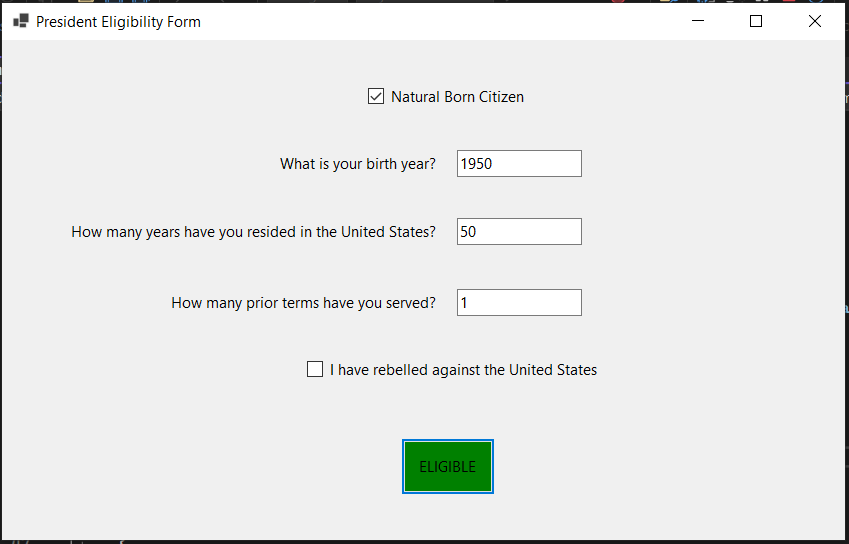 President Eligibility Form
Natural Born Citizen
What is your birth year? 1950
How many years have you resided in the United States? 50
How many prior terms have you served? 1
I have rebelled against the United States
ELIGIBLE